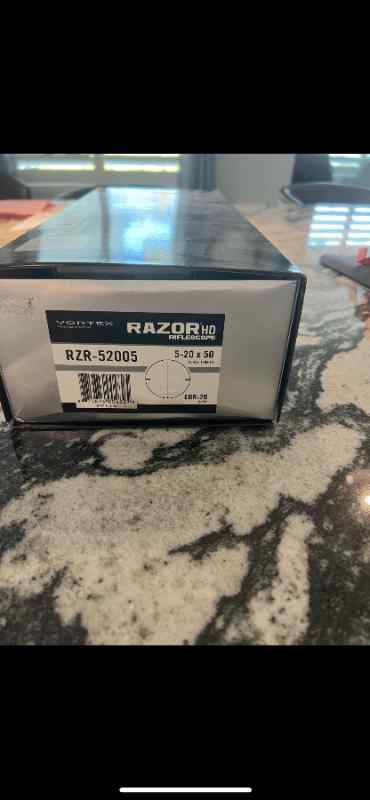 VORTEX
RAZOR HD
RIFLESCOPE
RZR-52005
5-20 x 50
EBR-2B